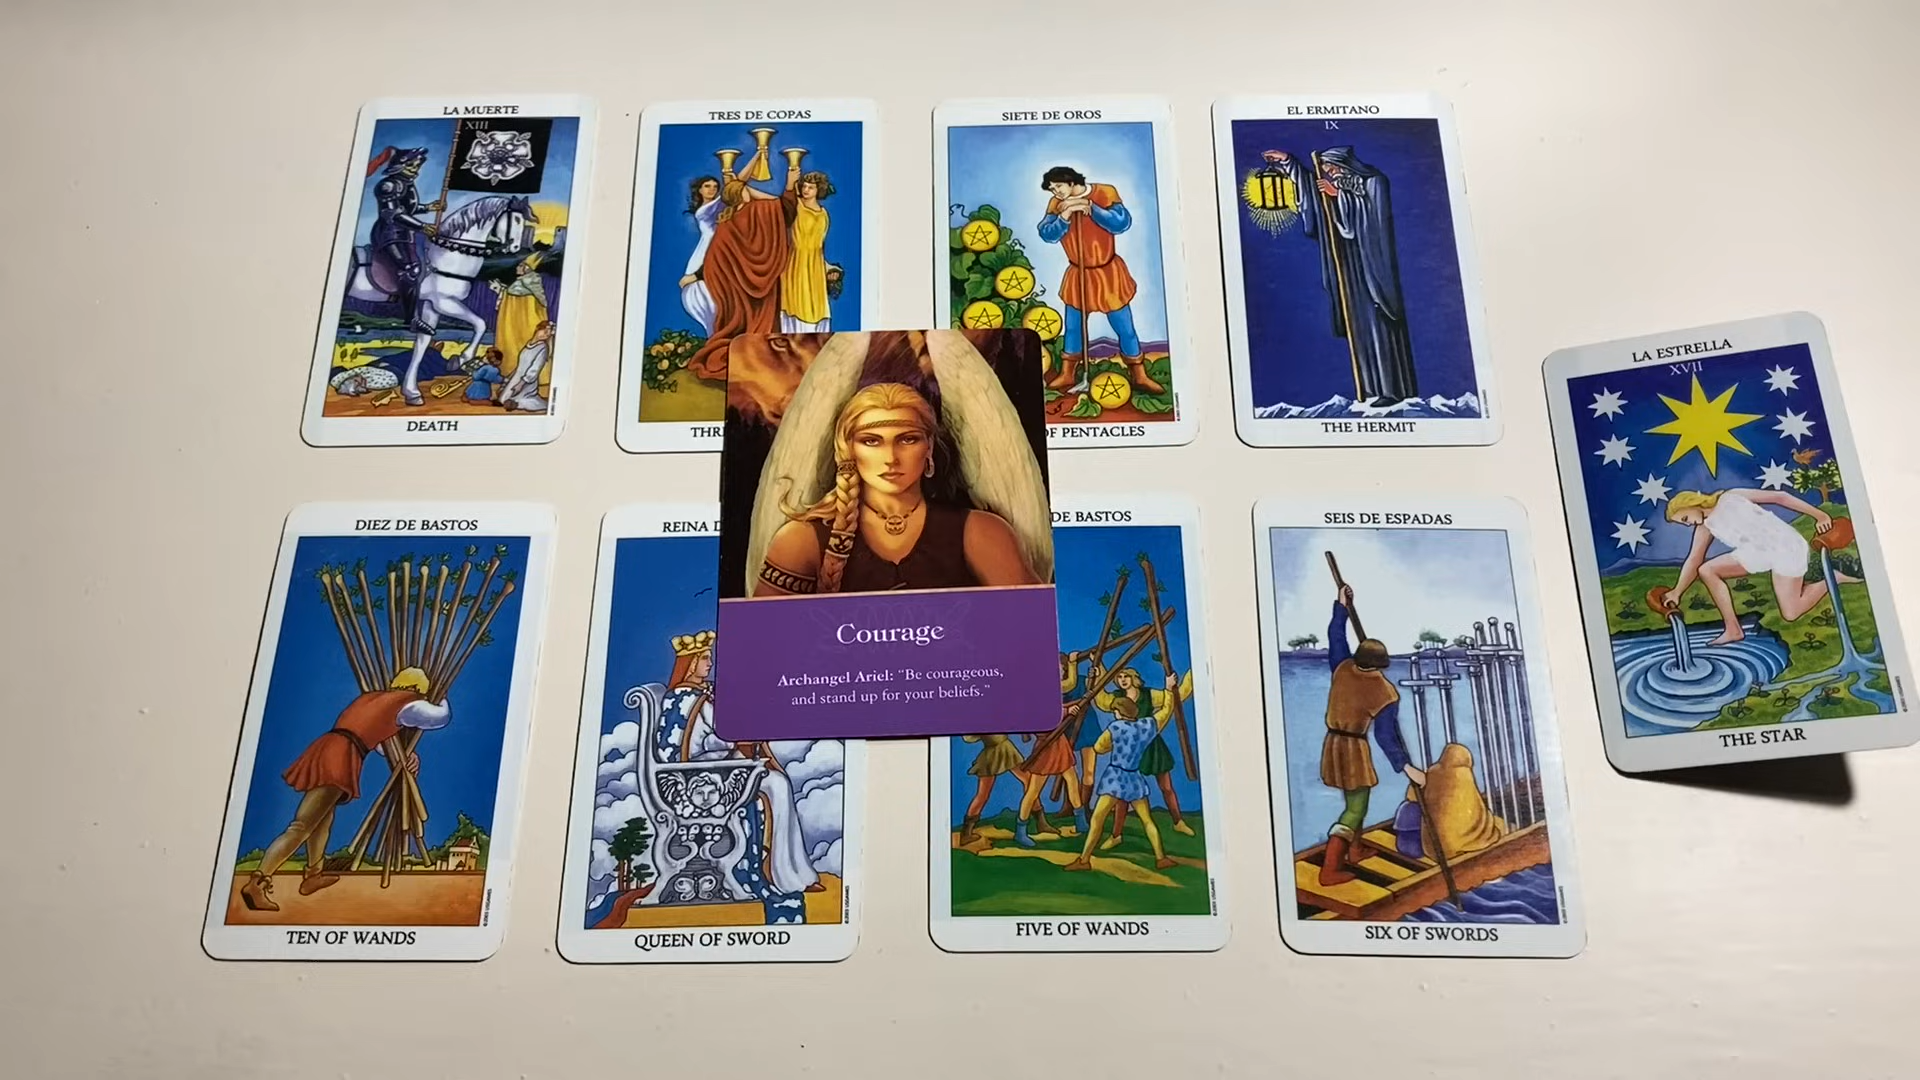 LA MUERTE
XIII
DEATH
TRES DE COPAS
SIETE DE OROS
OF PENTACLES
EL ERMITANO
IX
THE HERMIT
LA ESTRELLA
XVII
THE STAR
Courage
Archangel Ariel: “Be courageous,
and stand up for your beliefs.”
DIEZ DE BASTOS
TEN OF WANDS
REINA
QUEEN OF SWORD
DE BASTOS
FIVE OF WANDS
SEIS DE ESPADAS
SIX OF SWORDS